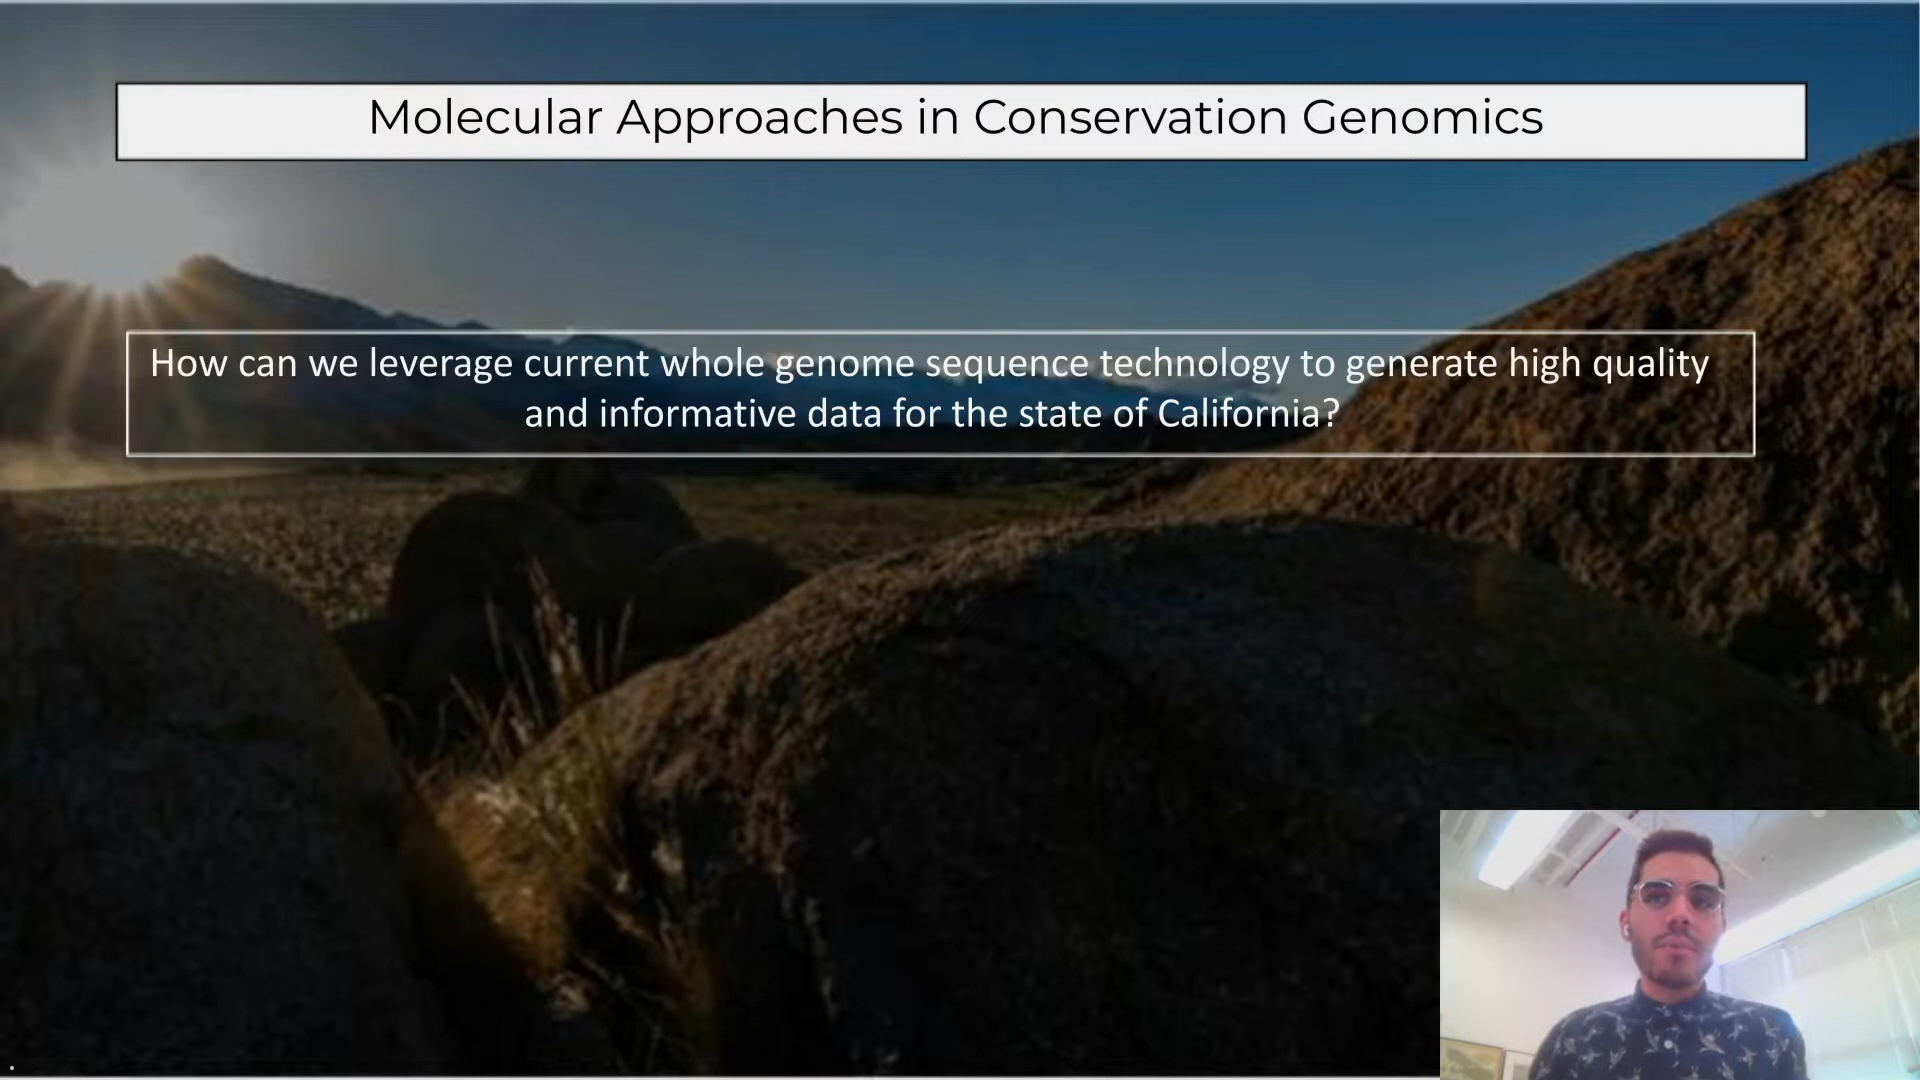 Molecular Approaches in Conservation Genomics
How can we leverage current whole genome sequence technology to generate high quality
and informative data for the state of California?